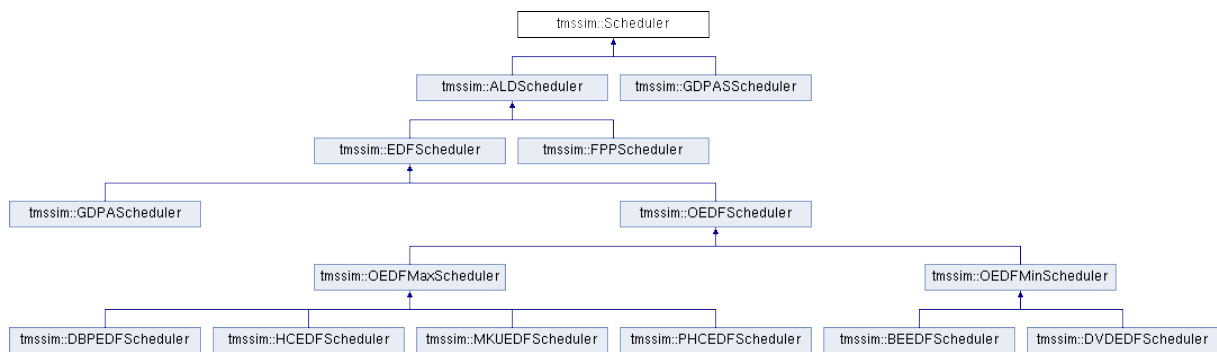 tmssim::Scheduler
tmssim::ALDScheduler
tmssim::GDPASScheduler
tmssim::EDFScheduler
tmssim::FPPScheduler
tmssim::GDPAScheduler
tmssim::OEDFScheduler
tmssim::OEDFMaxScheduler
tmssim::OEDFMinScheduler
tmssim::DBPEDFScheduler
tmssim::HCEDFScheduler
tmssim::MKUEDFScheduler
tmssim::PHCEDFScheduler
tmssim::BEEDFScheduler
tmssim::DVDEDFScheduler